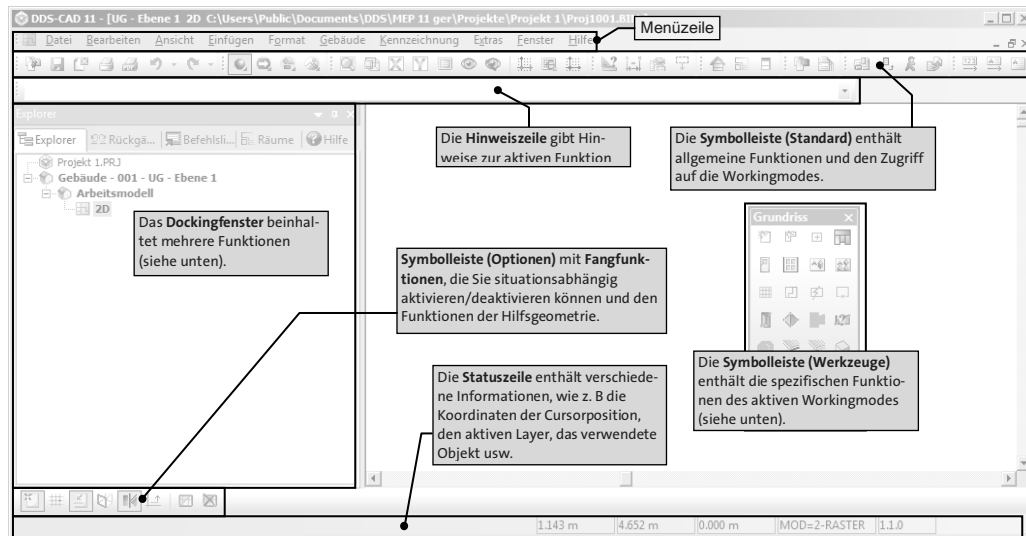 DDS-CAD 11 - [UG - Ebene 1 2D C:\Users\Public\Documents\DDS\MEP 11 ger\Projekte\Projekt 1\Proj1001.BI
Menüzeile
Datei Bearbeiten Ansicht Einfügen Format Gebäude Kennzeichnung Extras Fenster Hilfe
Explorer
Explorer Rückgä... Befehlsli... Räume Hilfe
Projekt 1.PRJ
Gebäude - 001 - UG - Ebene 1
Arbeitsmodell
2D
Die Hinweiszeile gibt Hin-
weise zur aktiven Funktion
Die Symbolleiste (Standard) enthält
allgemeine Funktionen und den Zugriff
auf die Workingmodes.
Das Dockingfenster beinhal-
tet mehrere Funktionen
(siehe unten).
Symbolleiste (Optionen) mit Fangfunk-
tionen, die Sie situationsabhängig
aktivieren/deaktivieren können und den
Funktionen der Hilfsgeometrie.
Grundriss
Die Symbolleiste (Werkzeuge)
enthält die spezifischen Funktio-
nen des aktiven Workingmodes
(siehe unten).
Die Statuszeile enthält verschiede-
ne Informationen, wie z. B die
Koordinaten der Cursorposition,
den aktiven Layer, das verwendete
Objekt usw.
1.143 m 4.652 m 0.000 m MOD=2-RASTER 1.1.0